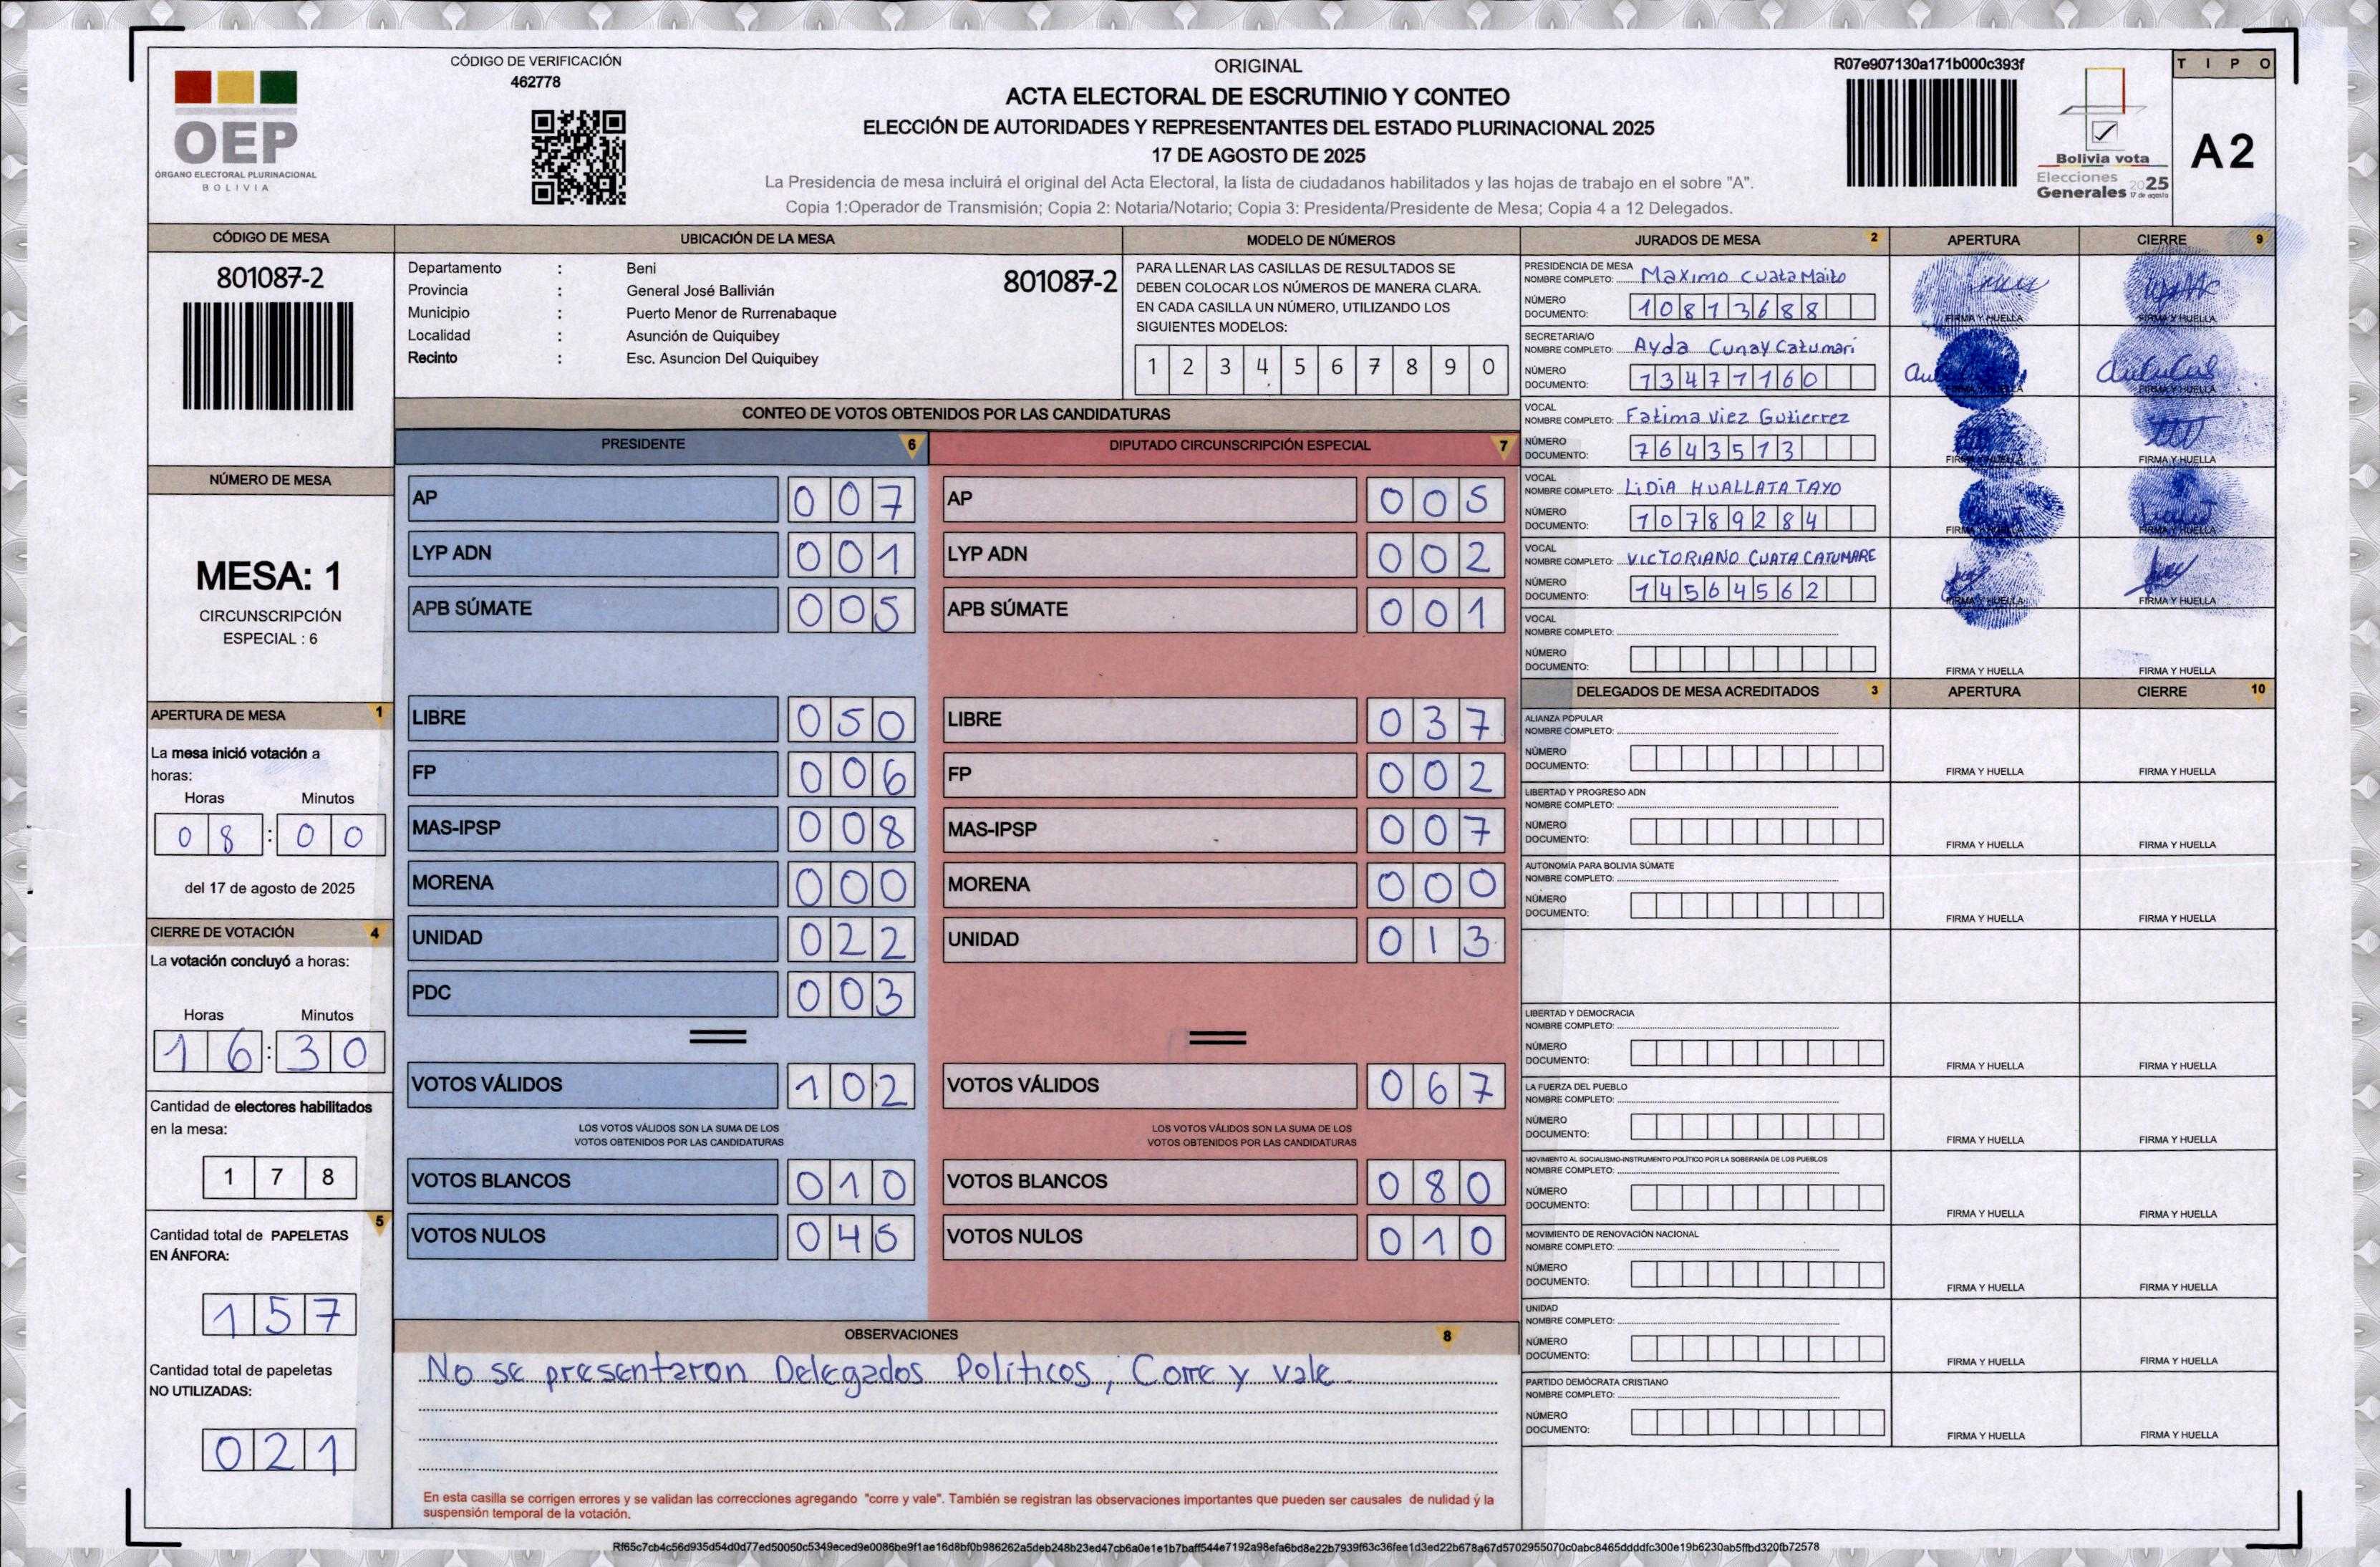 CÓDIGO DE VERIFICACIÓN
462778
OEP
ÓRGANO ELECTORAL PLURINACIONAL
BOLIVIA
ORIGINAL
ACTA ELECTORAL DE ESCRUTINIO Y CONTEO
ELECCIÓN DE AUTORIDADES Y REPRESENTANTES DEL ESTADO PLURINACIONAL 2025
17 DE AGOSTO DE 2025
La Presidencia de mesa incluirá el original del Acta Electoral, la lista de ciudadanos habilitados y las hojas de trabajo en el sobre "A".
Copia 1:Operador de Transmisión; Copia 2: Notaria/Notario; Copia 3: Presidenta/Presidente de Mesa; Copia 4 a 12 Delegados.
R07e907130a171b000c393f
Bolivia vota
Elecciones
Generales 2025
17 de agosto
TIPO
A2
CÓDIGO DE MESA
801087-2
NÚMERO DE MESA
MESA: 1
CIRCUNSCRIPCIÓN
ESPECIAL : 6
APERTURA DE MESA 1
La mesa inició votación a
horas:
Horas Minutos
08:00
del 17 de agosto de 2025
CIERRE DE VOTACIÓN 4
La votación concluyó a horas:
Horas Minutos
16:30
Cantidad de electores habilitados
en la mesa:
178
5
Cantidad total de PAPELETAS
EN ÁNFORA:
157
Cantidad total de papeletas
NO UTILIZADAS:
021
UBICACIÓN DE LA MESA
Departamento : Beni
801087-2
Provincia : General José Ballivián
Municipio : Puerto Menor de Rurrenabaque
Localidad : Asunción de Quiquibey
Recinto : Esc. Asuncion Del Quiquibey
MODELO DE NÚMEROS
PARA LLENAR LAS CASILLAS DE RESULTADOS SE
DEBEN COLOCAR LOS NÚMEROS DE MANERA CLARA.
EN CADA CASILLA UN NÚMERO, UTILIZANDO LOS
SIGUIENTES MODELOS:
1 2 3 4 5 6 7 8 9 0
CONTEO DE VOTOS OBTENIDOS POR LAS CANDIDATURAS
PRESIDENTE 6
AP 007
LYP ADN 001
APB SÚMATE 005
LIBRE 050
FP 006
MAS-IPSP 008
MORENA 000
UNIDAD 022
PDC 003
VOTOS VÁLIDOS 102
LOS VOTOS VÁLIDOS SON LA SUMA DE LOS
VOTOS OBTENIDOS POR LAS CANDIDATURAS
VOTOS BLANCOS 010
VOTOS NULOS 045
DIPUTADO CIRCUNSCRIPCIÓN ESPECIAL 7
AP 005
LYP ADN 002
APB SÚMATE 001
LIBRE 037
FP 002
MAS-IPSP 007
MORENA 000
UNIDAD 013
VOTOS VÁLIDOS 067
LOS VOTOS VÁLIDOS SON LA SUMA DE LOS
VOTOS OBTENIDOS POR LAS CANDIDATURAS
VOTOS BLANCOS 080
VOTOS NULOS 010
OBSERVACIONES 8
No se presentaron Delegados Políticos, Corre y vale.
En esta casilla se corrigen errores y se validan las correcciones agregando "corre y vale". También se registran las observaciones importantes que pueden ser causales de nulidad y la
suspensión temporal de la votación.
JURADOS DE MESA 2 APERTURA CIERRE 9
PRESIDENCIA DE MESA
NOMBRE COMPLETO: Maximo Cuata Maito
NÚMERO
DOCUMENTO: 10813688
FIRMA Y HUELLA FIRMA Y HUELLA
SECRETARIA/O
NOMBRE COMPLETO: Ayda Cunay Catumari
NÚMERO
DOCUMENTO: 13477160
FIRMA Y HUELLA FIRMA Y HUELLA
VOCAL
NOMBRE COMPLETO: Fatima Viez Gutierrez
NÚMERO
DOCUMENTO: 7643513
FIRMA Y HUELLA FIRMA Y HUELLA
VOCAL
NOMBRE COMPLETO: LiDiA HUALLATA TAYO
NÚMERO
DOCUMENTO: 10789284
FIRMA Y HUELLA FIRMA Y HUELLA
VOCAL
NOMBRE COMPLETO: VICTORIANO CUATA CATUMARE
NÚMERO
DOCUMENTO: 14564562
FIRMA Y HUELLA FIRMA Y HUELLA
VOCAL
NOMBRE COMPLETO:
NÚMERO
DOCUMENTO:
FIRMA Y HUELLA FIRMA Y HUELLA
DELEGADOS DE MESA ACREDITADOS 3 APERTURA CIERRE 10
ALIANZA POPULAR
NOMBRE COMPLETO:
NÚMERO
DOCUMENTO:
FIRMA Y HUELLA FIRMA Y HUELLA
LIBERTAD Y PROGRESO ADN
NOMBRE COMPLETO:
NÚMERO
DOCUMENTO:
FIRMA Y HUELLA FIRMA Y HUELLA
AUTONOMÍA PARA BOLIVIA SÚMATE
NOMBRE COMPLETO:
NÚMERO
DOCUMENTO:
FIRMA Y HUELLA FIRMA Y HUELLA
LIBERTAD Y DEMOCRACIA
NOMBRE COMPLETO:
NÚMERO
DOCUMENTO:
FIRMA Y HUELLA FIRMA Y HUELLA
LA FUERZA DEL PUEBLO
NOMBRE COMPLETO:
NÚMERO
DOCUMENTO:
FIRMA Y HUELLA FIRMA Y HUELLA
MOVIMIENTO AL SOCIALISMO-INSTRUMENTO POLÍTICO POR LA SOBERANÍA DE LOS PUEBLOS
NOMBRE COMPLETO:
NÚMERO
DOCUMENTO:
FIRMA Y HUELLA FIRMA Y HUELLA
MOVIMIENTO DE RENOVACIÓN NACIONAL
NOMBRE COMPLETO:
NÚMERO
DOCUMENTO:
FIRMA Y HUELLA FIRMA Y HUELLA
UNIDAD
NOMBRE COMPLETO:
NÚMERO
DOCUMENTO:
FIRMA Y HUELLA FIRMA Y HUELLA
PARTIDO DEMÓCRATA CRISTIANO
NOMBRE COMPLETO:
NÚMERO
DOCUMENTO:
FIRMA Y HUELLA FIRMA Y HUELLA